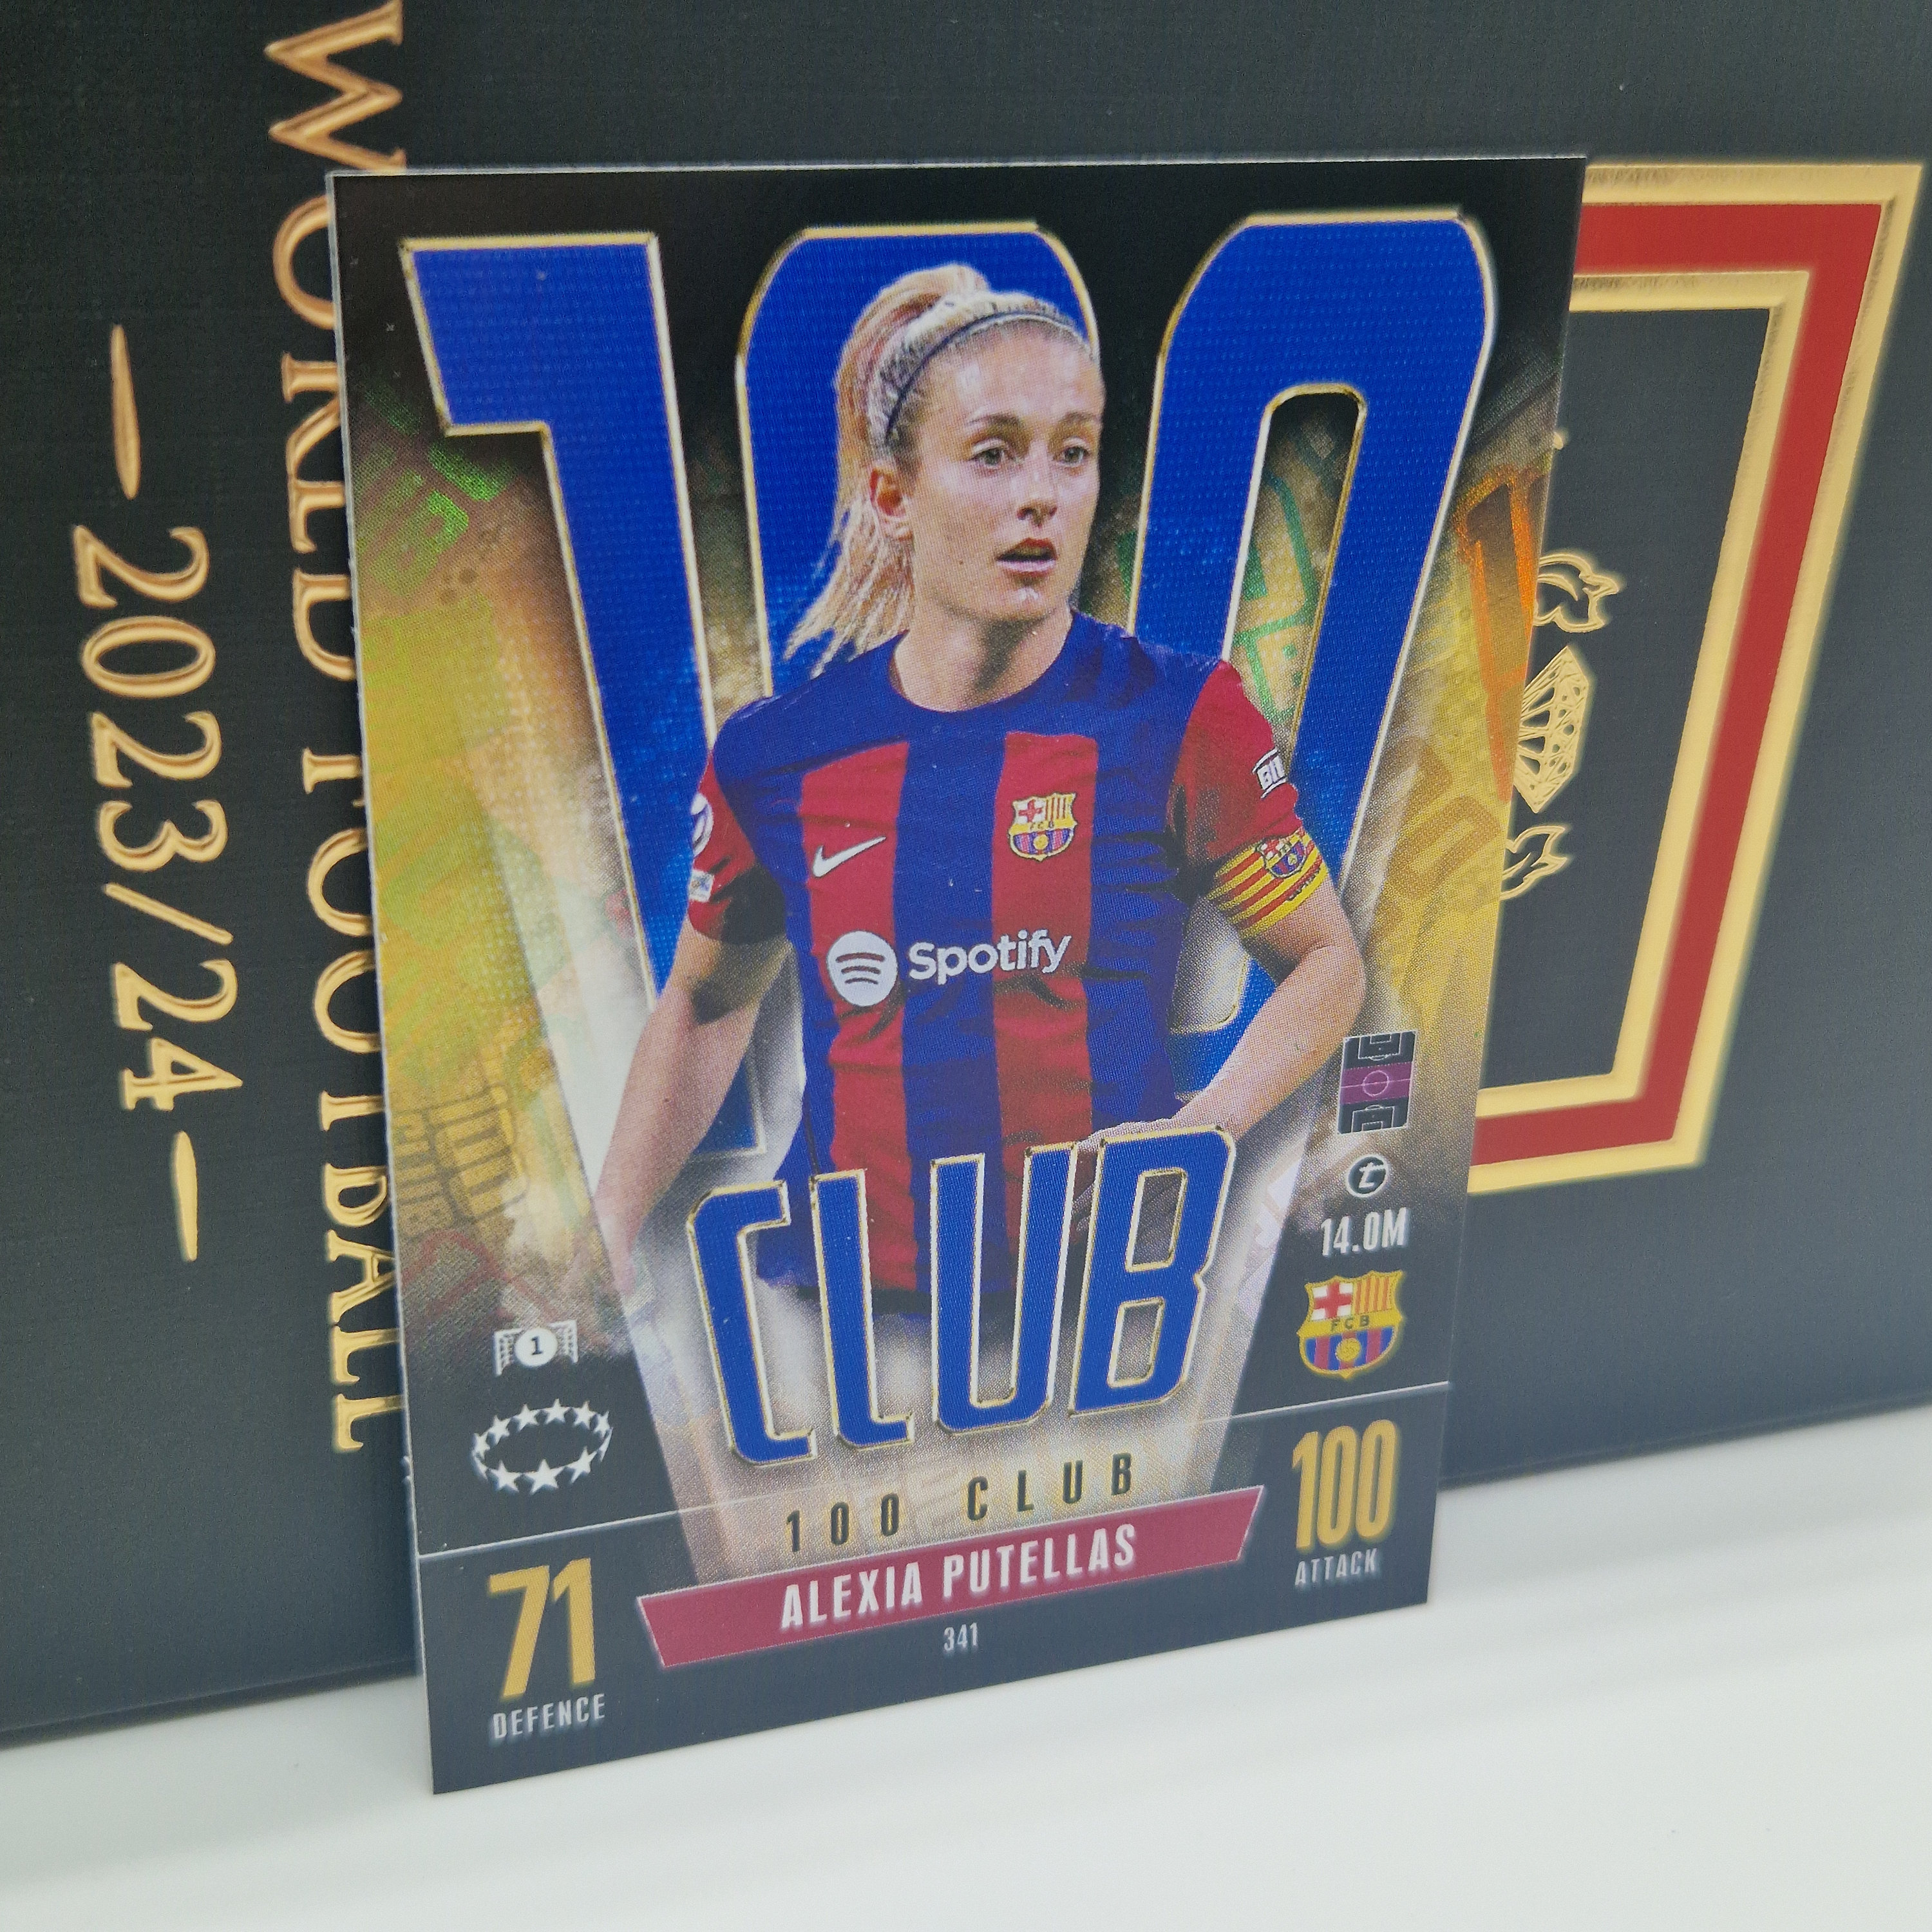 WORLD FOOTBALL
— 2023/24 —
100
CLUB
Spotify
FCB
14.0M
FCB
1
100 CLUB
ALEXIA PUTELLAS
341
71
DEFENCE
100
ATTACK